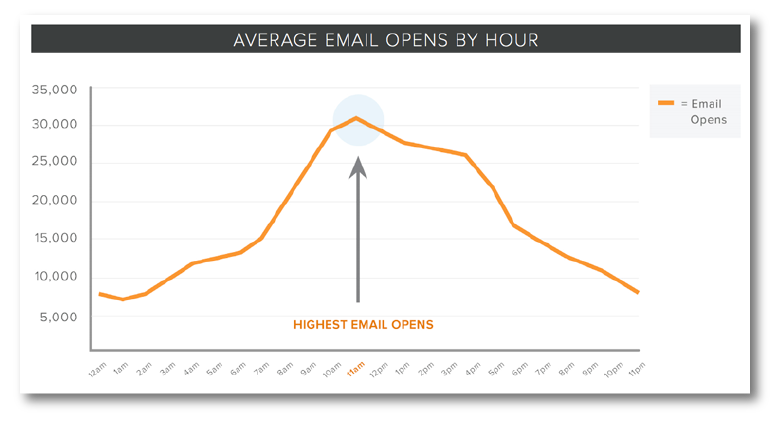 AVERAGE EMAIL OPENS BY HOUR
35,000
30,000
25,000
20,000
15,000
10,000
5,000
= Email
Opens
HIGHEST EMAIL OPENS
12am 1am 2am 3am 4am 5am 6am 7am 8am 9am 10am 11am 12pm 1pm 2pm 3pm 4pm 5pm 6pm 7pm 8pm 9pm 10pm 11pm